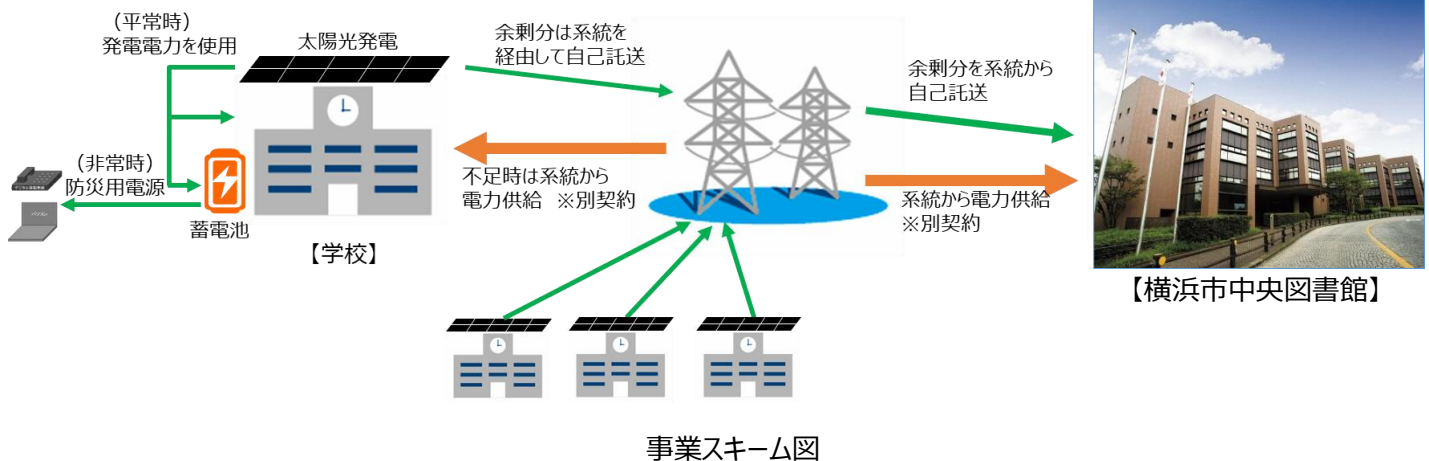 （平常時）
発電電力を使用
太陽光発電
余剰分は系統を
経由して自己託送
余剰分を系統から
自己託送
（非常時）
防災用電源
蓄電池
【学校】
不足時は系統から
電力供給　※別契約
系統から電力供給
※別契約
【横浜市中央図書館】
パソコン
事業スキーム図